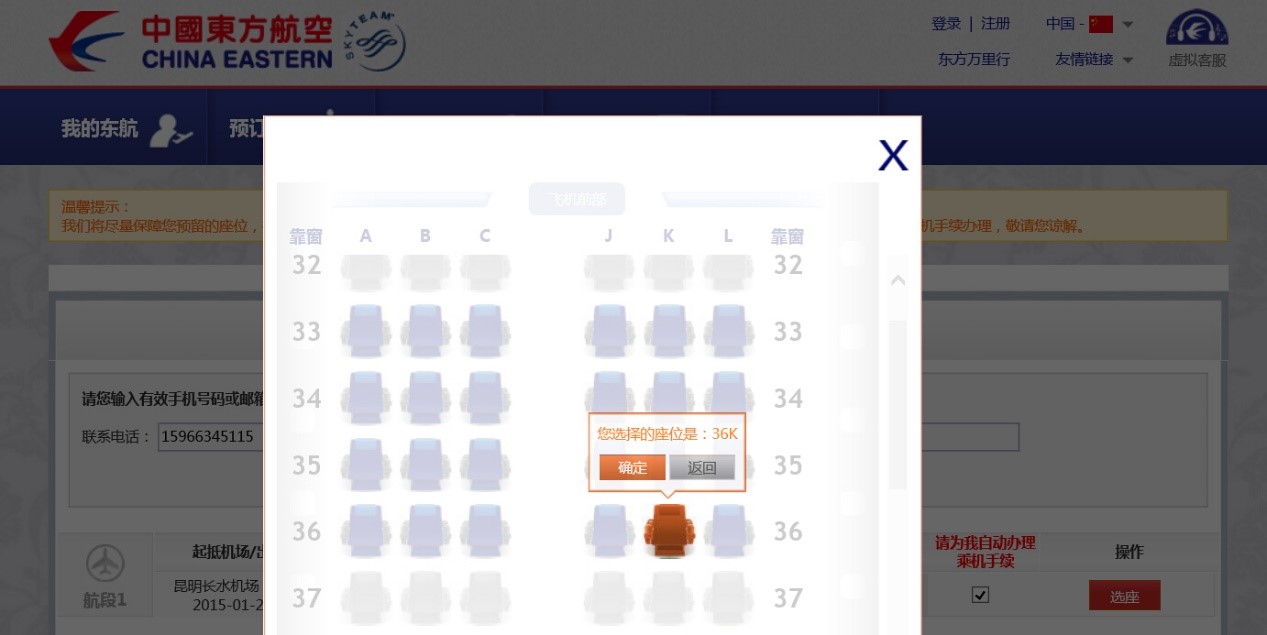 中國東方航空
CHINA EASTERN
SKYTEAM
登录 | 注册
中国 -
东方万里行
友情链接
虚拟客服
我的东航
预订
X
温馨提示：
我们将尽量保障您预留的座位，
机手续办理，敬请您谅解。
飞机前部
靠窗 A B C J K L 靠窗
32 32
33 33
34 34
您选择的座位是：36K
确定 返回
35 35
36 36
37 37
请您输入有效手机号码或邮箱
联系电话： 15966345115
起抵机场/出
请为我自动办理
乘机手续
操作
航段1
昆明长水机场
2015-01-2
选座